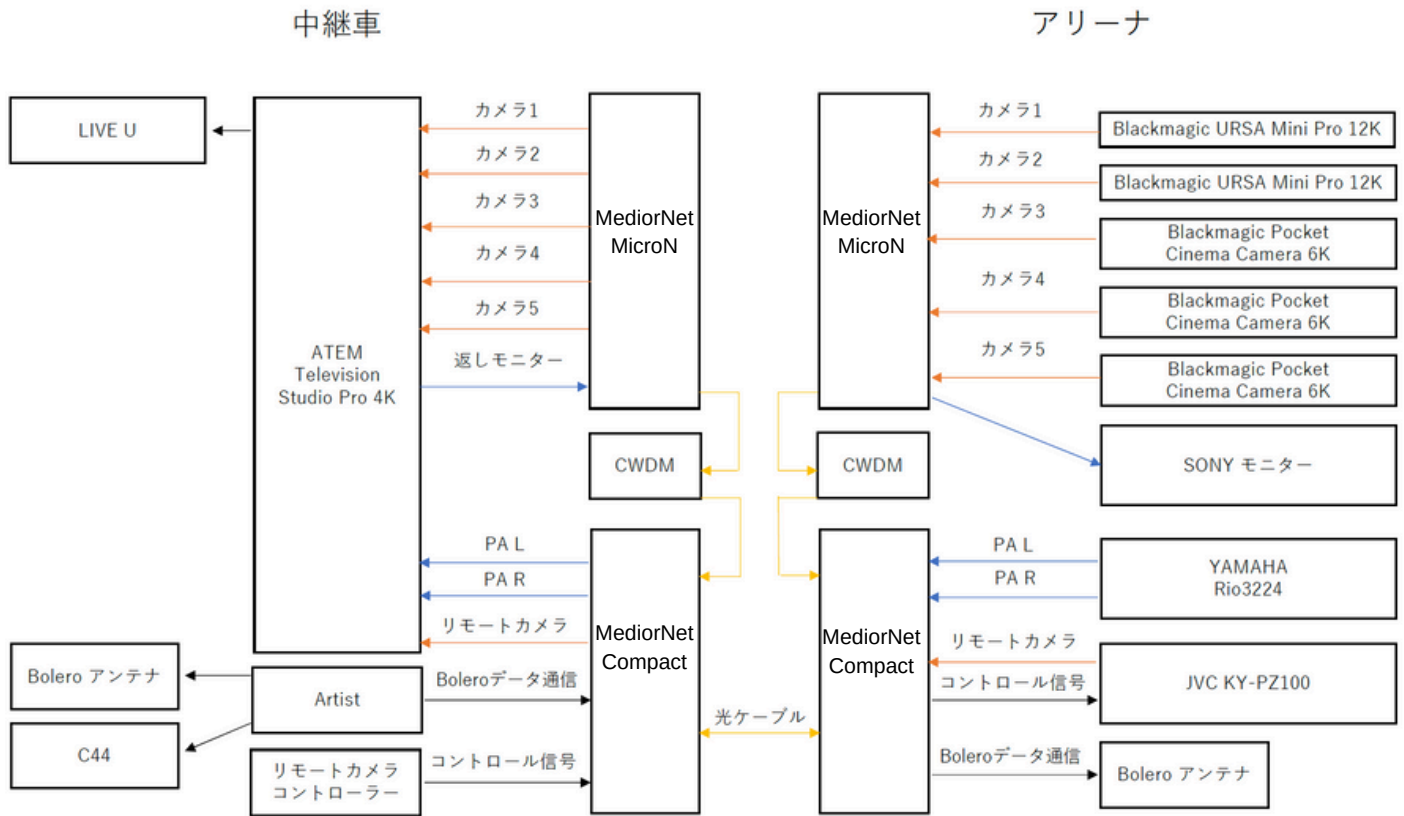 中継車
アリーナ
LIVE U
ATEM
Television
Studio Pro 4K
カメラ1
カメラ2
カメラ3
カメラ4
カメラ5
返しモニター
MediorNet
MicroN
CWDM
PA L
PA R
リモートカメラ
MediorNet
Compact
Bolero アンテナ
Artist
Boleroデータ通信
C44
リモートカメラ
コントローラー
コントロール信号
光ケーブル
MediorNet
MicroN
カメラ1
カメラ2
カメラ3
カメラ4
カメラ5
Blackmagic URSA Mini Pro 12K
Blackmagic URSA Mini Pro 12K
Blackmagic Pocket
Cinema Camera 6K
Blackmagic Pocket
Cinema Camera 6K
Blackmagic Pocket
Cinema Camera 6K
CWDM
SONY モニター
MediorNet
Compact
PA L
PA R
YAMAHA
Rio3224
リモートカメラ
コントロール信号
JVC KY-PZ100
Boleroデータ通信
Bolero アンテナ